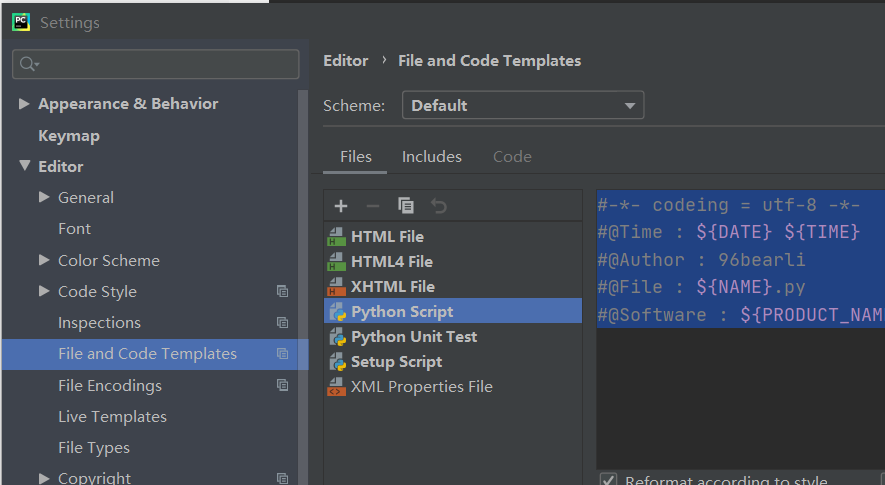 PC
Settings
Appearance & Behavior
Keymap
Editor
General
Font
Color Scheme
Code Style
Inspections
File and Code Templates
File Encodings
Live Templates
File Types
Copyright
Editor › File and Code Templates
Scheme: Default
Files Includes Code
HTML File
HTML4 File
XHTML File
Python Script
Python Unit Test
Setup Script
XML Properties File
#-*- codeing = utf-8 -*-
#@Time : ${DATE} ${TIME}
#@Author : 96bearli
#@File : ${NAME}.py
#@Software : ${PRODUCT_NAM
Reformat according to style